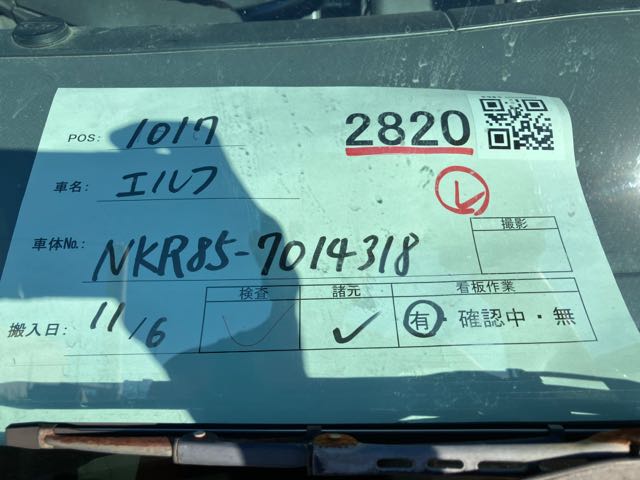 POS: 1017
2820
車名: エルフ
車体No.: NKR85-7014318
撮影
搬入日: 11/6
検査 諸元 看板作業
有・確認中・無